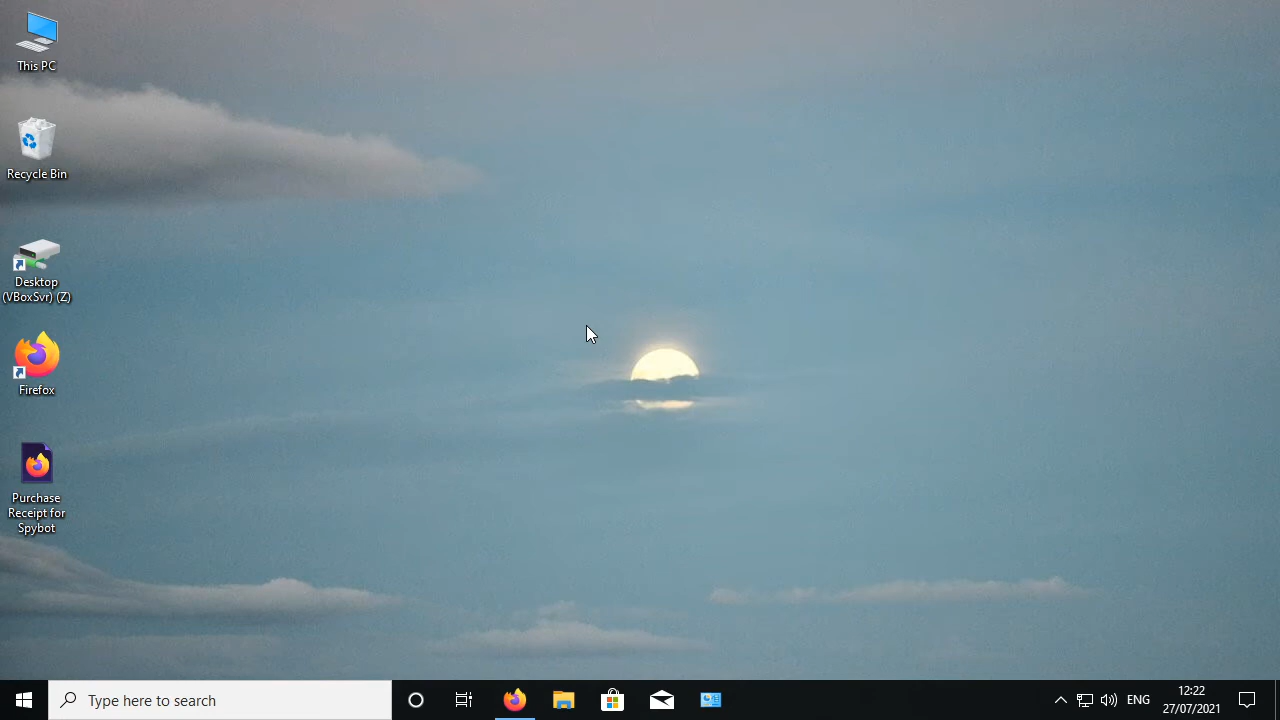 This PC
Recycle Bin
Desktop
(VBoxSvr) (Z)
Firefox
Purchase
Receipt for
Spybot
Type here to search
ENG
12:22
27/07/2021